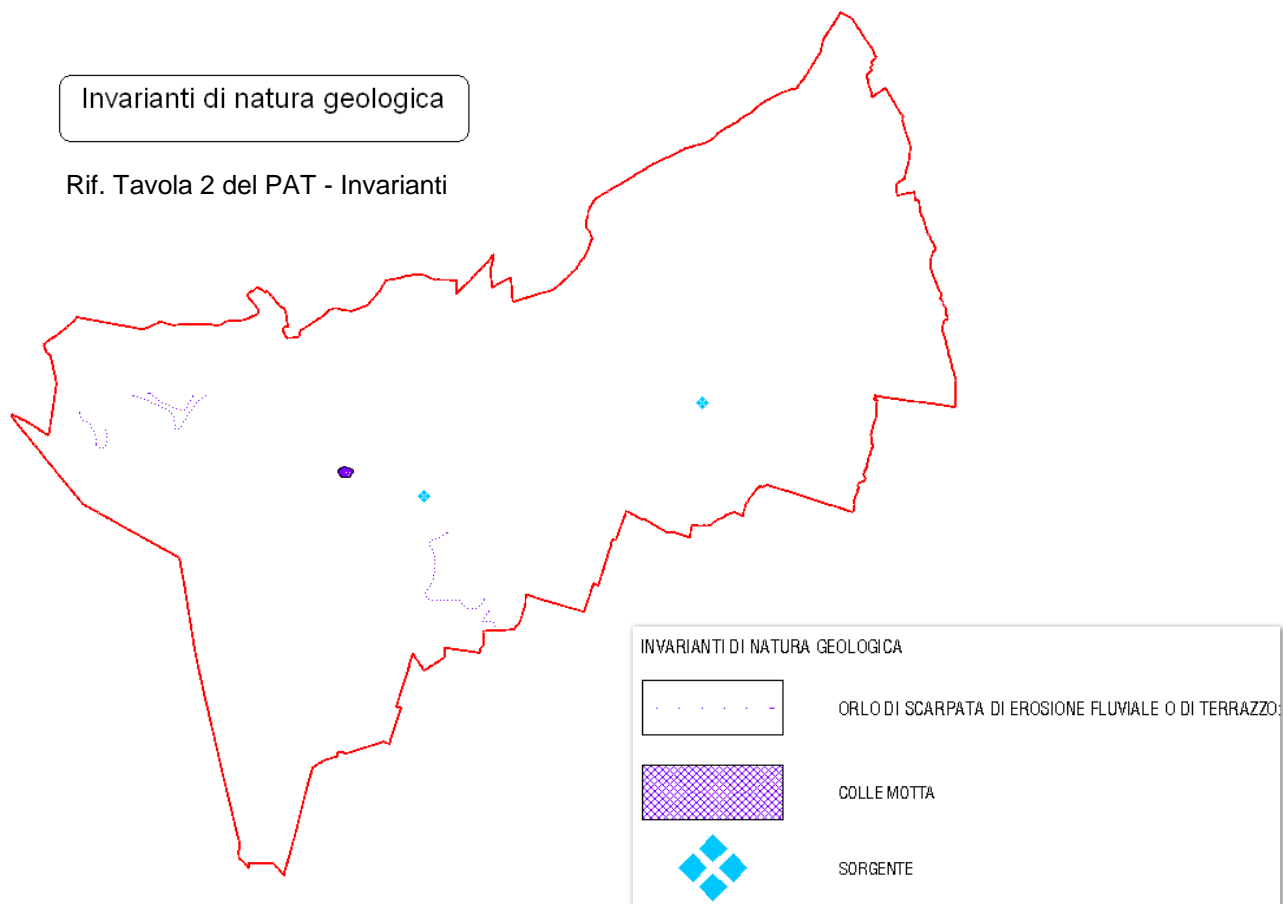 Invarianti di natura geologica
Rif. Tavola 2 del PAT - Invarianti
INVARIANTI DI NATURA GEOLOGICA
ORLO DI SCARPATA DI EROSIONE FLUVIALE O DI TERRAZZO:
COLLE MOTTA
SORGENTE